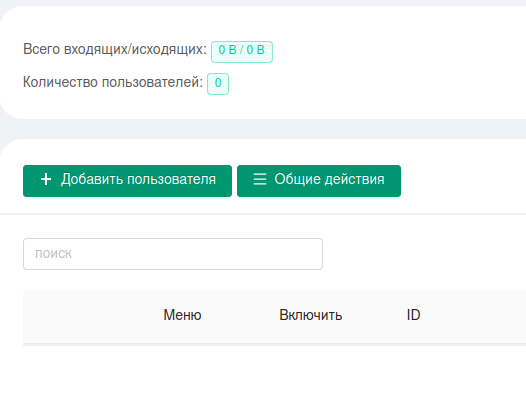 Всего входящих/исходящих: 0 B / 0 B
Количество пользователей: 0
Добавить пользователя Общие действия
поиск
Меню Включить ID